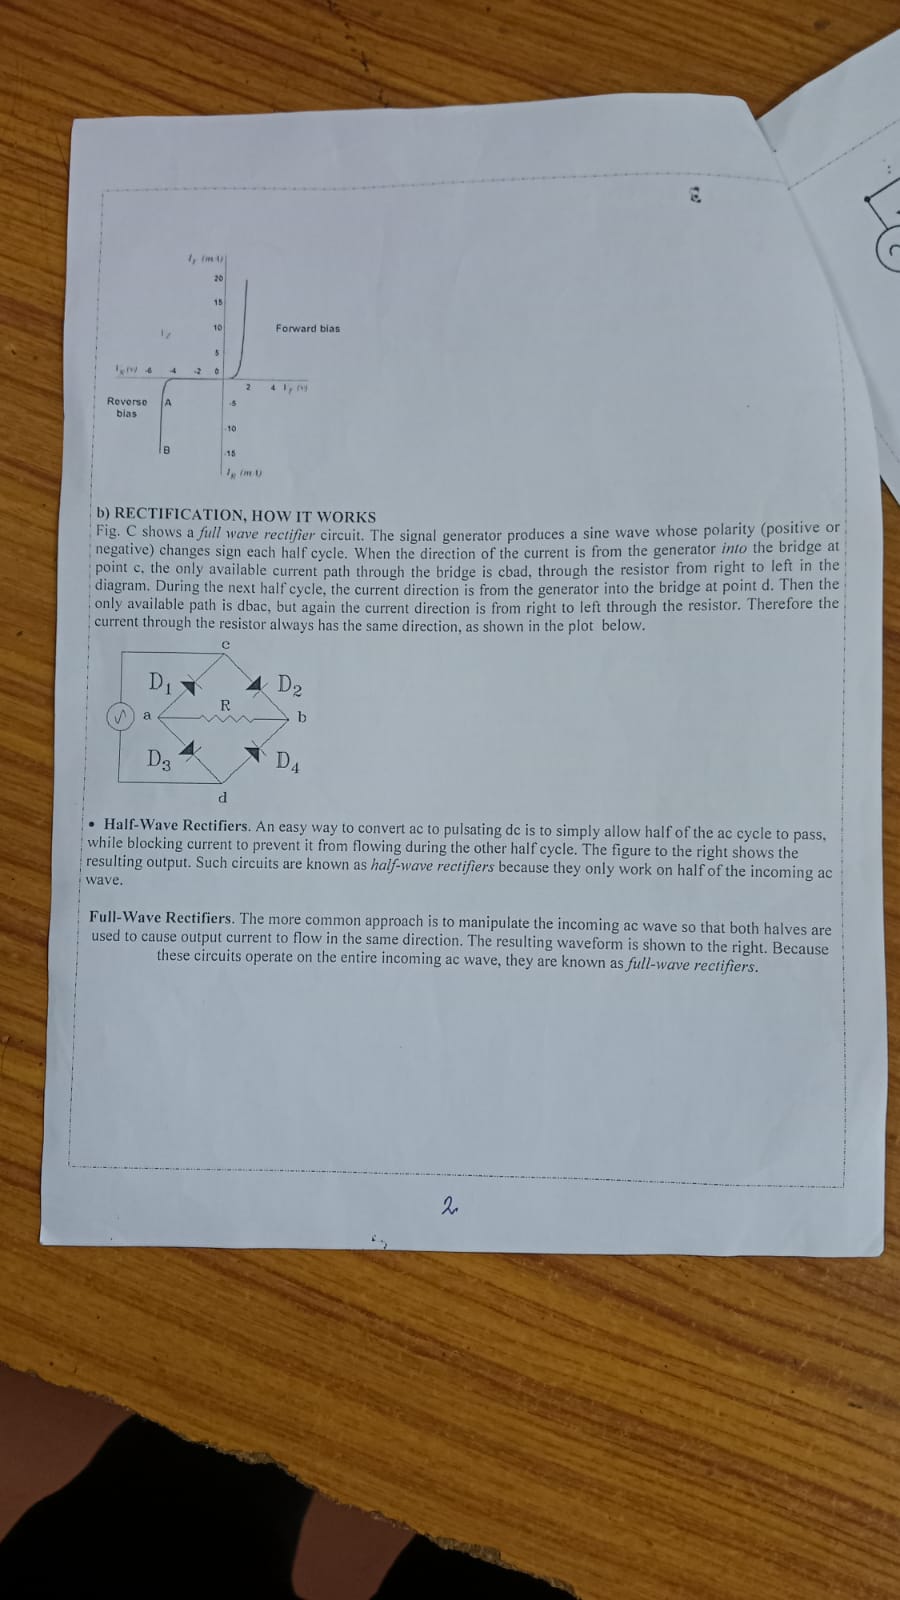 I_F (mA)
20
15
10
Forward bias
I_Z
5
-6 -4 -2 0
2 4
Reverse
bias
A
-5
-10
B
-15
I_R (mA)
b) RECTIFICATION, HOW IT WORKS
Fig. C shows a full wave rectifier circuit. The signal generator produces a sine wave whose polarity (positive or
negative) changes sign each half cycle. When the direction of the current is from the generator into the bridge at
point c, the only available current path through the bridge is cbad, through the resistor from right to left in the
diagram. During the next half cycle, the current direction is from the generator into the bridge at point d. Then the
only available path is dbac, but again the current direction is from right to left through the resistor. Therefore the
current through the resistor always has the same direction, as shown in the plot below.
c
D1 D2
R
a b
D3 D4
d
• Half-Wave Rectifiers. An easy way to convert ac to pulsating dc is to simply allow half of the ac cycle to pass,
while blocking current to prevent it from flowing during the other half cycle. The figure to the right shows the
resulting output. Such circuits are known as half-wave rectifiers because they only work on half of the incoming ac
wave.
Full-Wave Rectifiers. The more common approach is to manipulate the incoming ac wave so that both halves are
used to cause output current to flow in the same direction. The resulting waveform is shown to the right. Because
these circuits operate on the entire incoming ac wave, they are known as full-wave rectifiers.
2